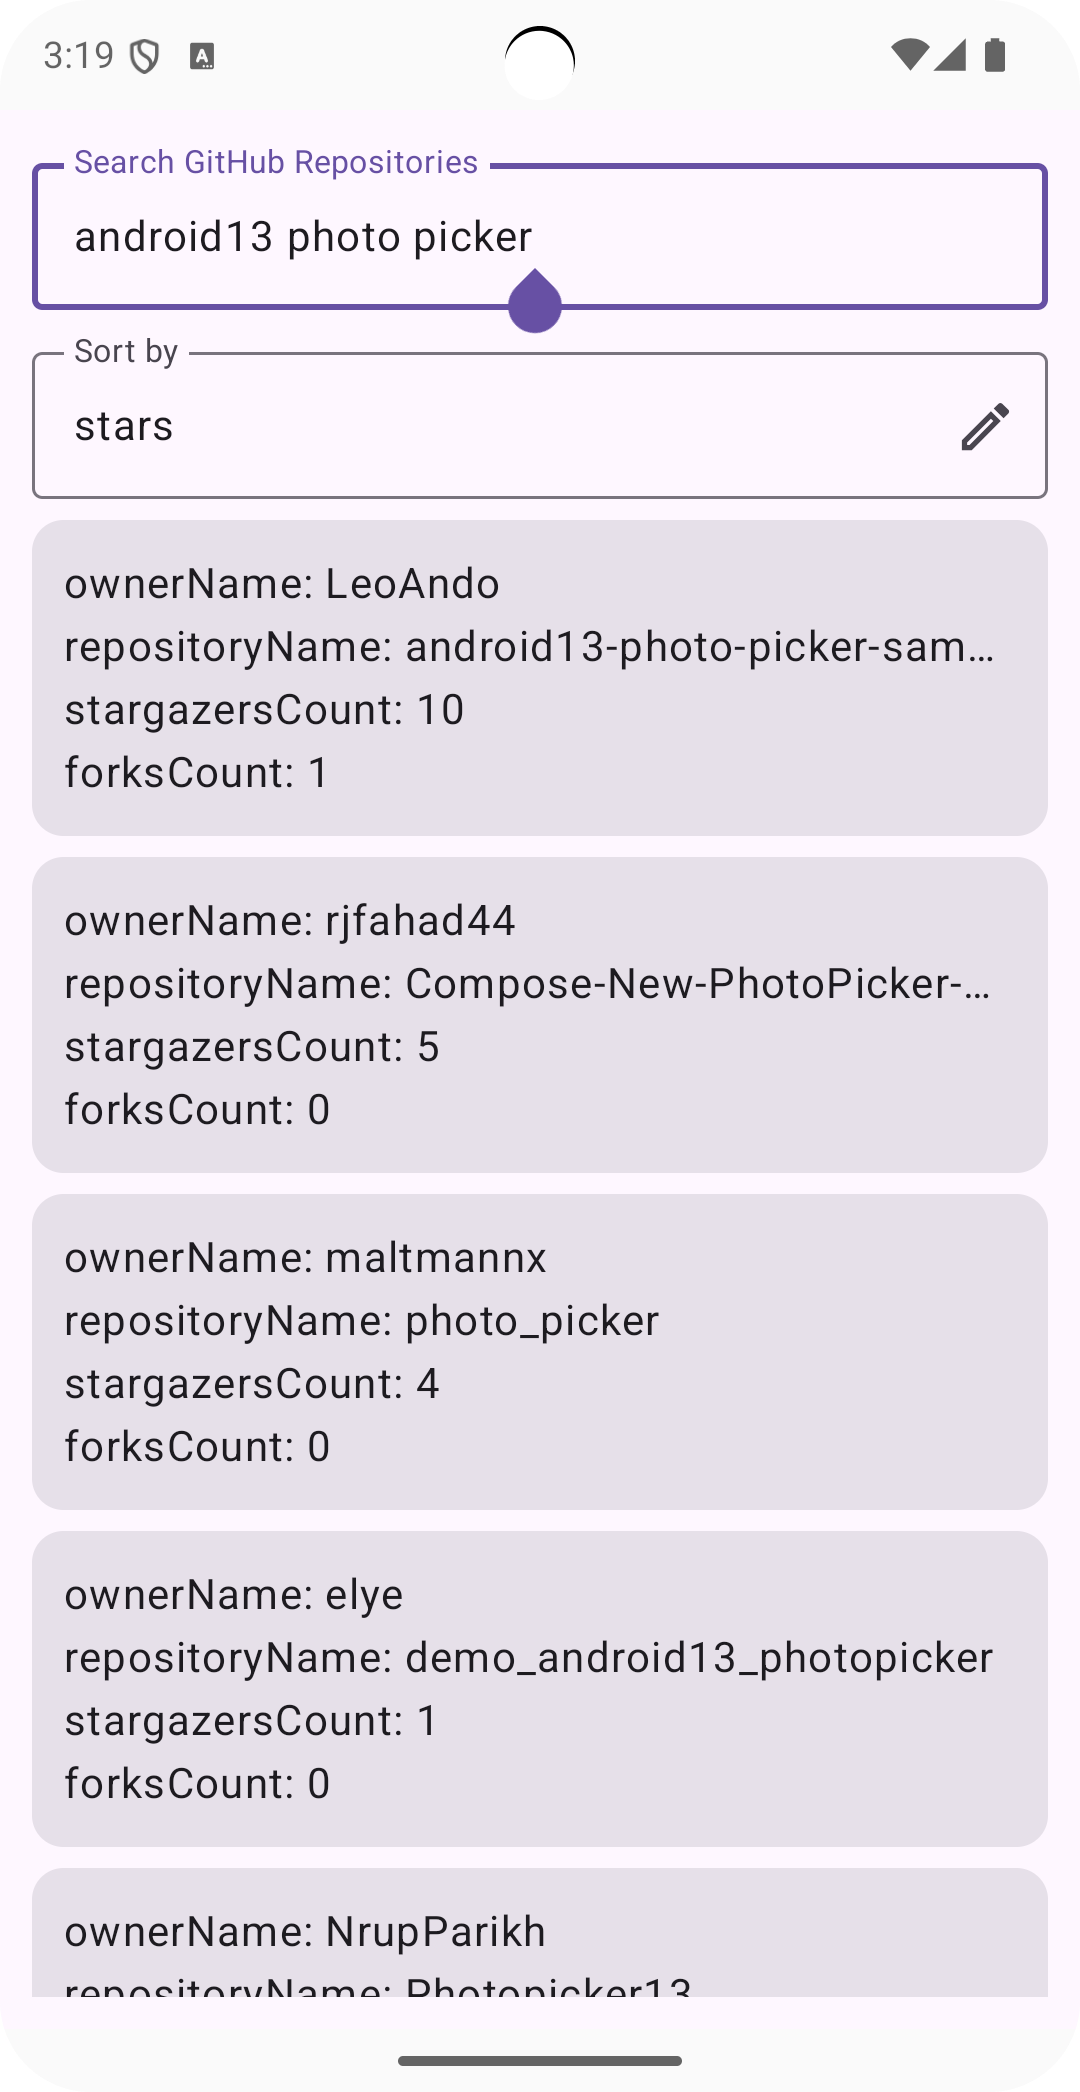 3:19
Search GitHub Repositories
android13 photo picker
Sort by
stars
ownerName: LeoAndo
repositoryName: android13-photo-picker-sam…
stargazersCount: 10
forksCount: 1
ownerName: rjfahad44
repositoryName: Compose-New-PhotoPicker-…
stargazersCount: 5
forksCount: 0
ownerName: maltmannx
repositoryName: photo_picker
stargazersCount: 4
forksCount: 0
ownerName: elye
repositoryName: demo_android13_photopicker
stargazersCount: 1
forksCount: 0
ownerName: NrupParikh
repositoryName: Photopicker13